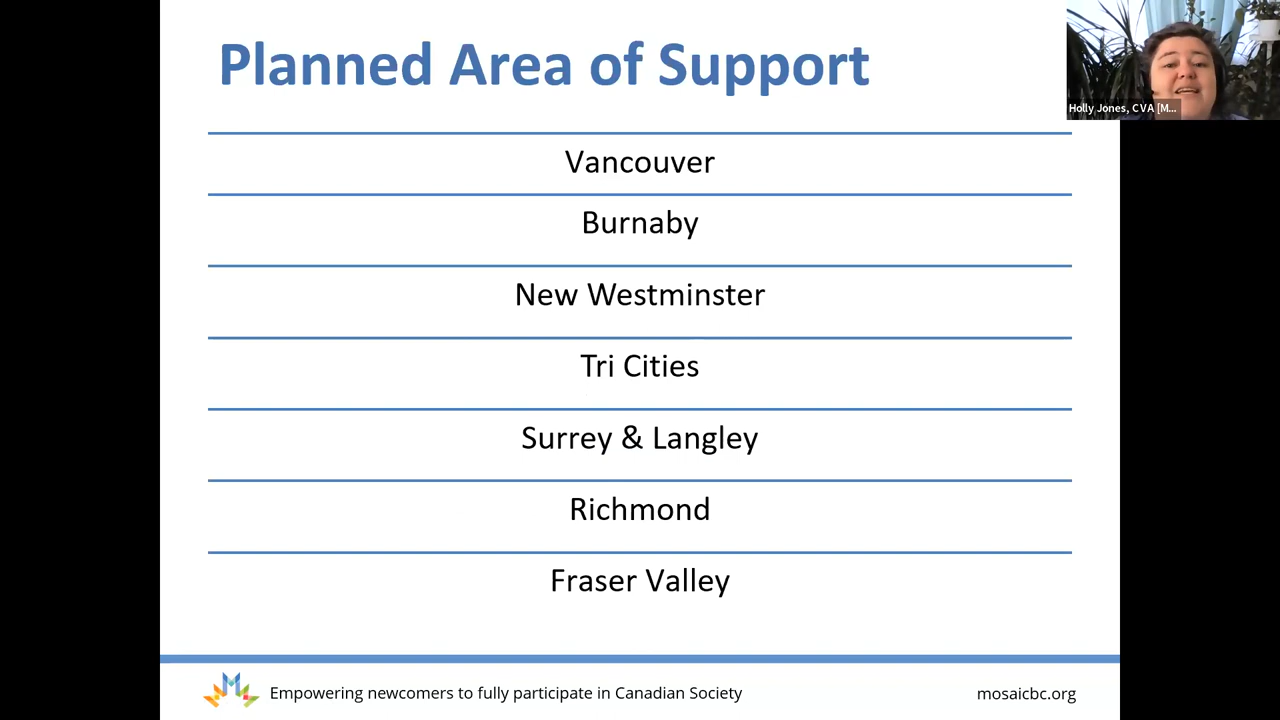 Planned Area of Support
Holly Jones, CVA [M...
Vancouver
Burnaby
New Westminster
Tri Cities
Surrey & Langley
Richmond
Fraser Valley
Empowering newcomers to fully participate in Canadian Society
mosaicbc.org